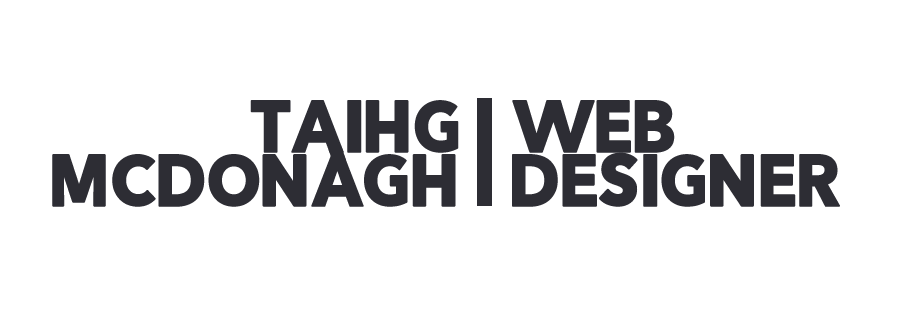 TAIHG
MCDONAGH
WEB
DESIGNER